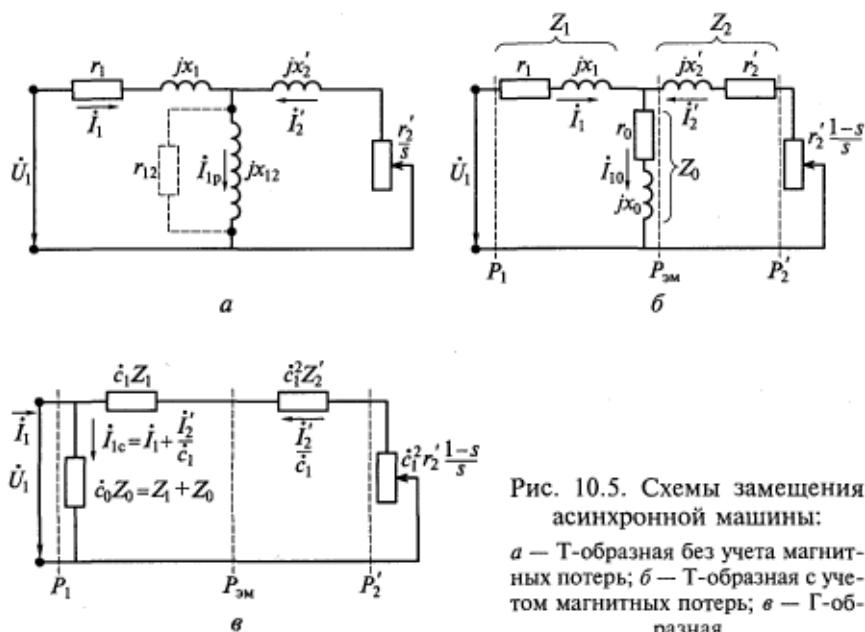 r₁ jx₁ jx₂′
İ₁ İ₂′
U̇₁ r₁₂ İ₁ₚ jx₁₂ r₂′/s
а
Z₁ Z₂
r₁ jx₁ jx₂′ r₂′
İ₁ İ₂′
r₀
U̇₁ İ₁₀ Z₀ r₂′ (1−s)/s
jx₀
P₁ Pэм P₂′
б
ċ₁Z₁ ċ₁²Z₂′
İ₁ İ₁c = İ₁ + İ₂′/ċ₁ İ₂′/ċ₁
U̇₁ ċ₀Z₀ = Z₁ + Z₀ ċ₁²r₂′ (1−s)/s
P₁ Pэм P₂′
в
Рис. 10.5. Схемы замещения
асинхронной машины:
а — Т-образная без учета магнит-
ных потерь; б — Т-образная с уче-
том магнитных потерь; в — Г-об-
разная